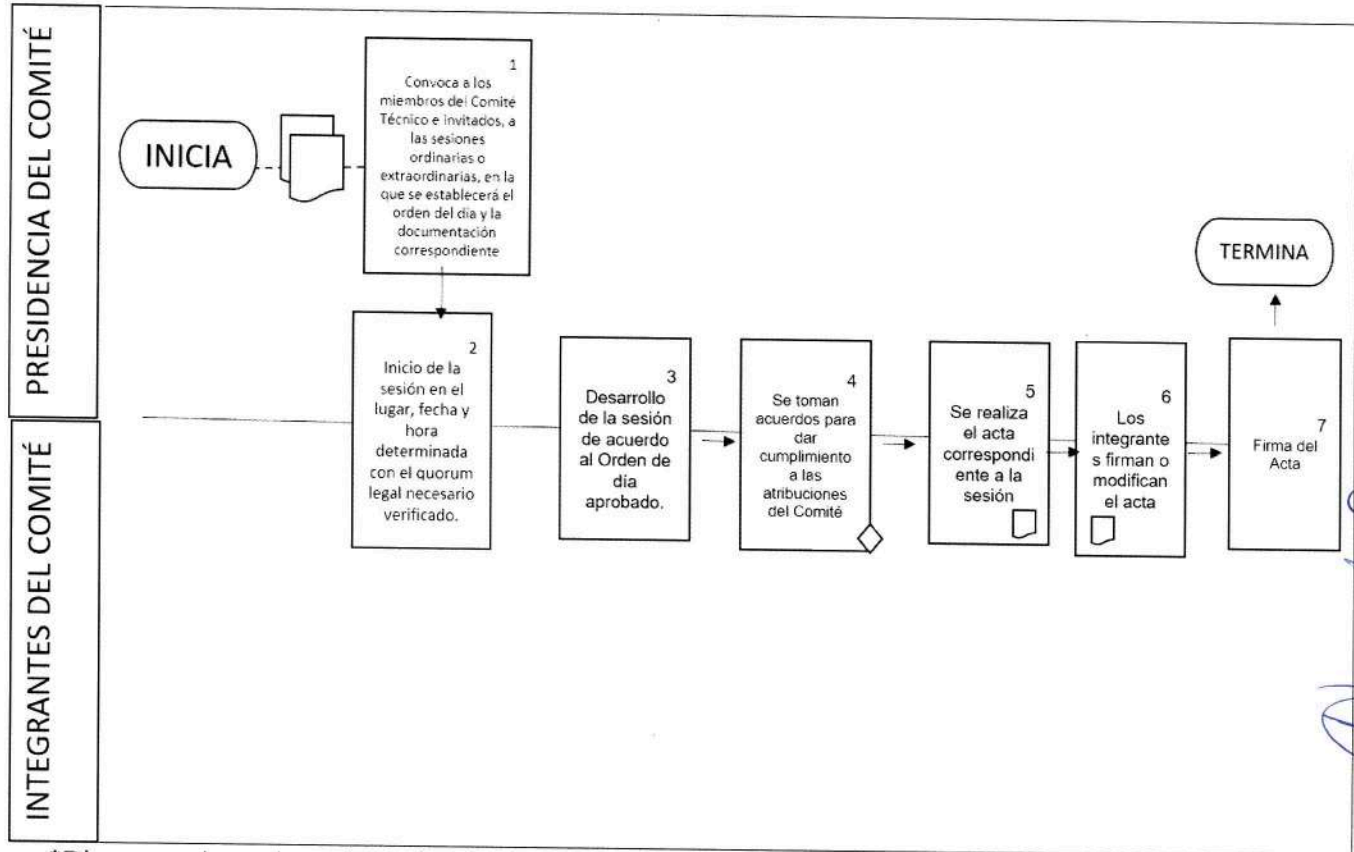 PRESIDENCIA DEL COMITÉ
INICIA
1
Convoca a los
miembros del Comité
Técnico e invitados, a
las sesiones
ordinarias o
extraordinarias, en la
que se establecerá el
orden del día y la
documentación
correspondiente
TERMINA
2
Inicio de la
sesión en el
lugar, fecha y
hora
determinada
con el quorum
legal necesario
verificado.
3
Desarrollo
de la sesión
de acuerdo
al Orden de
día
aprobado.
4
Se toman
acuerdos para
dar
cumplimiento
a las
atribuciones
del Comité
5
Se realiza
el acta
correspondi
ente a la
sesión
6
Los
integrante
s firman o
modifican
el acta
7
Firma del
Acta
INTEGRANTES DEL COMITÉ